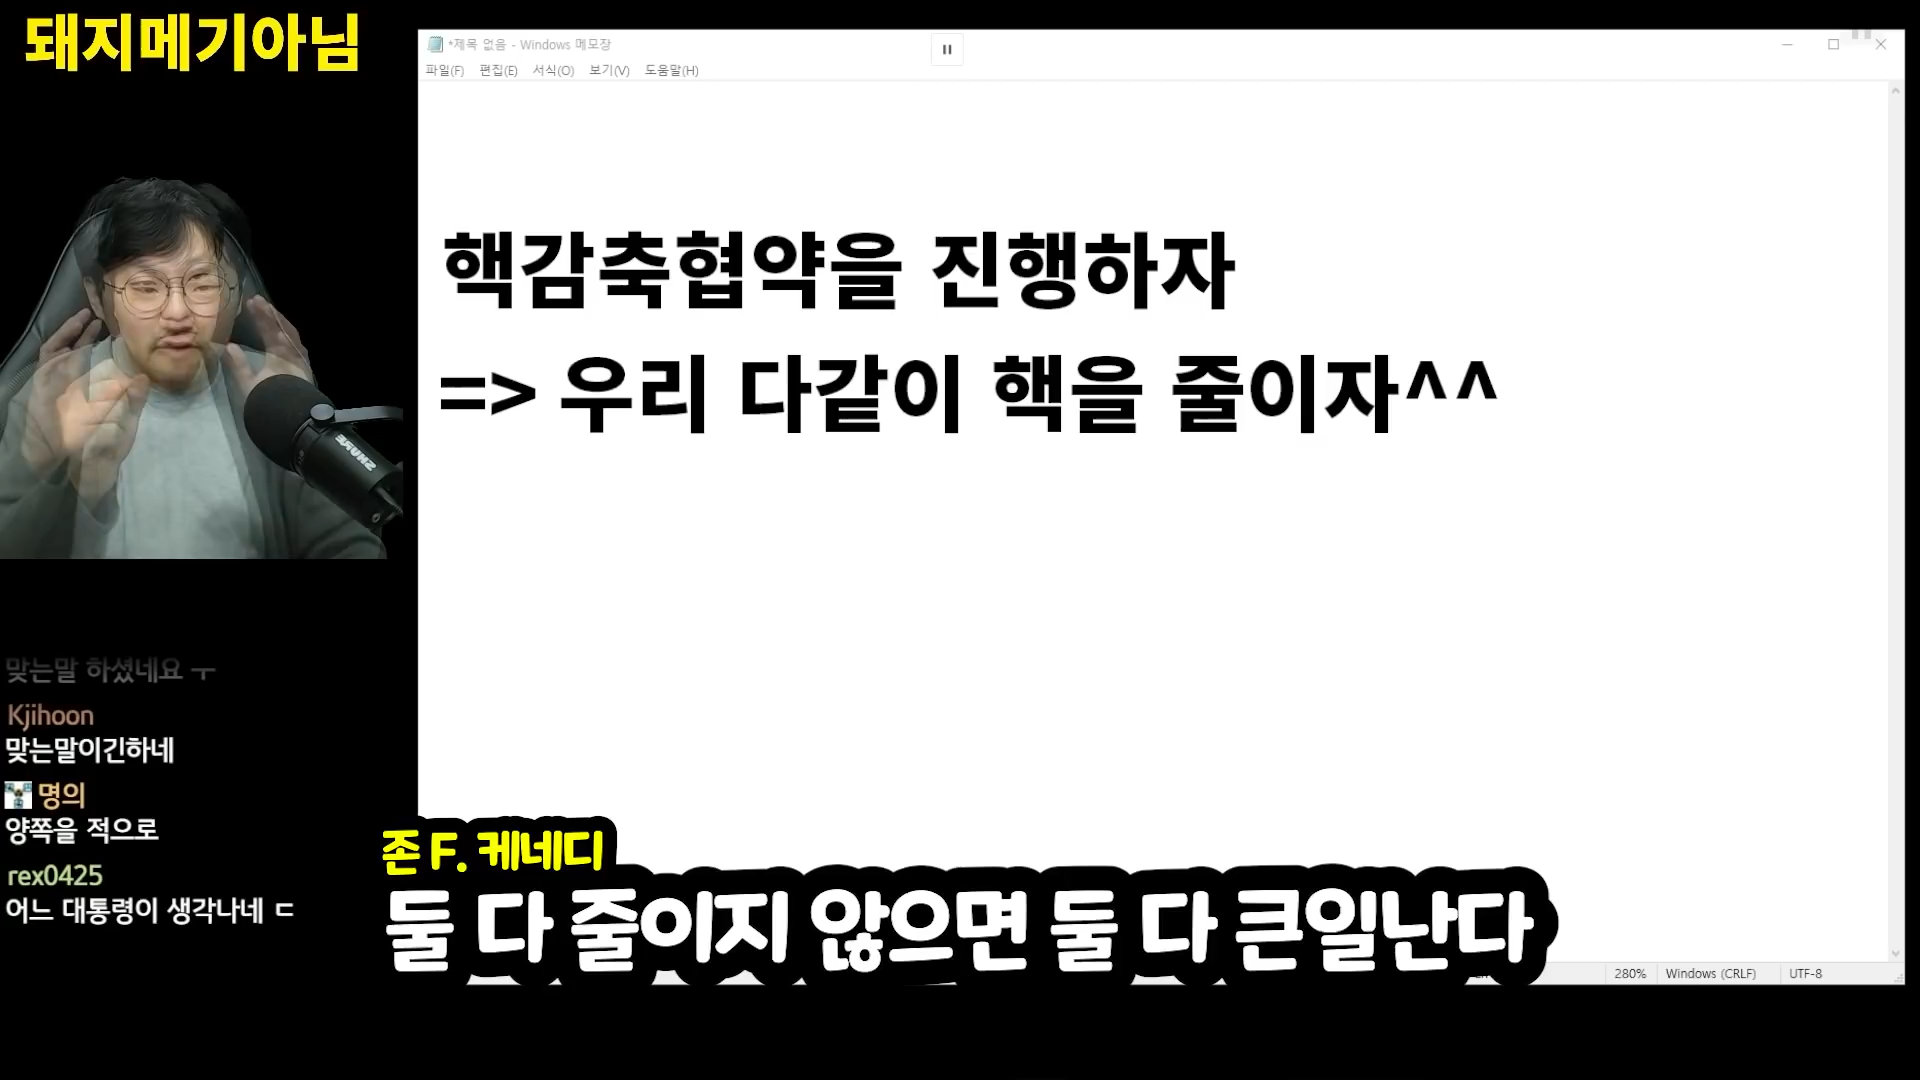 돼지메기아님
*제목 없음 - Windows 메모장
파일(F) 편집(E) 서식(O) 보기(V) 도움말(H)
핵감축협약을 진행하자
=> 우리 다같이 핵을 줄이자^^
SHURE
맞는말 하셨네요 ㅜ
Kjihoon
맞는말이긴하네
명의
양쪽을 적으로
rex0425
어느 대통령이 생각나네 ㄷ
존 F. 케네디
둘 다 줄이지 않으면 둘 다 큰일난다
280% Windows (CRLF) UTF-8